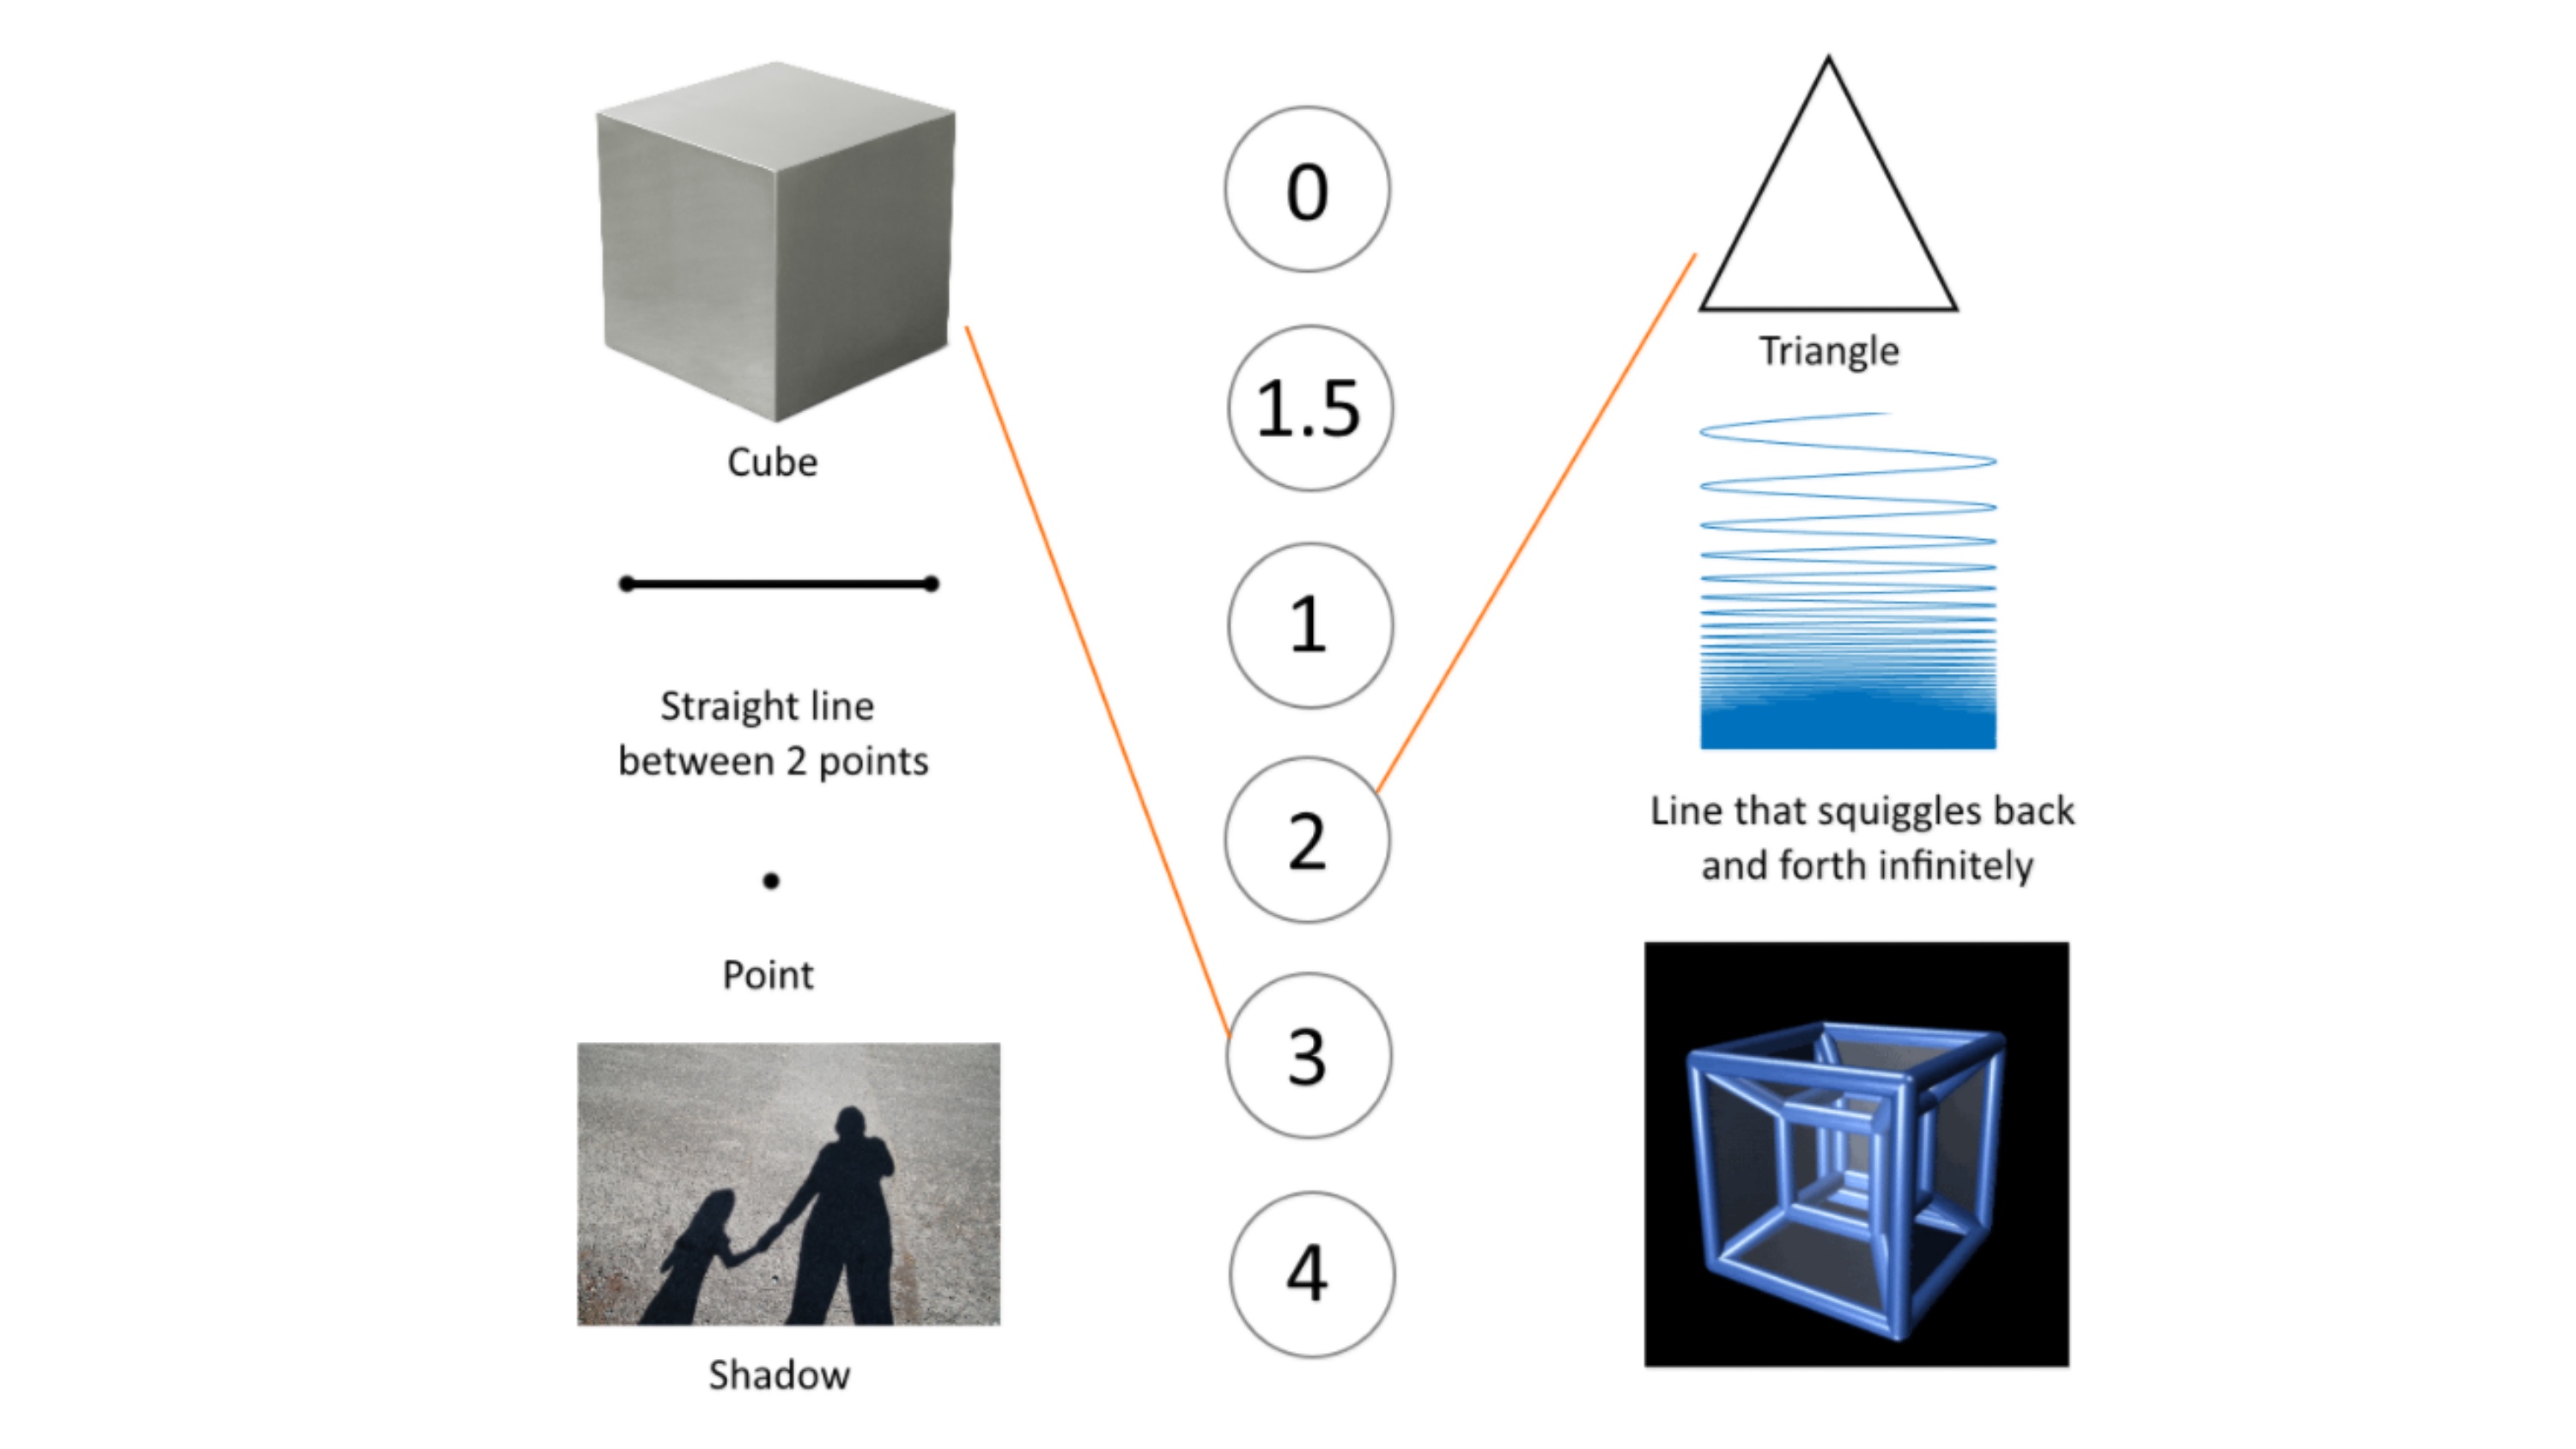 Cube
Straight line
between 2 points
Point
Shadow
0
1.5
1
2
3
4
Triangle
Line that squiggles back
and forth infinitely